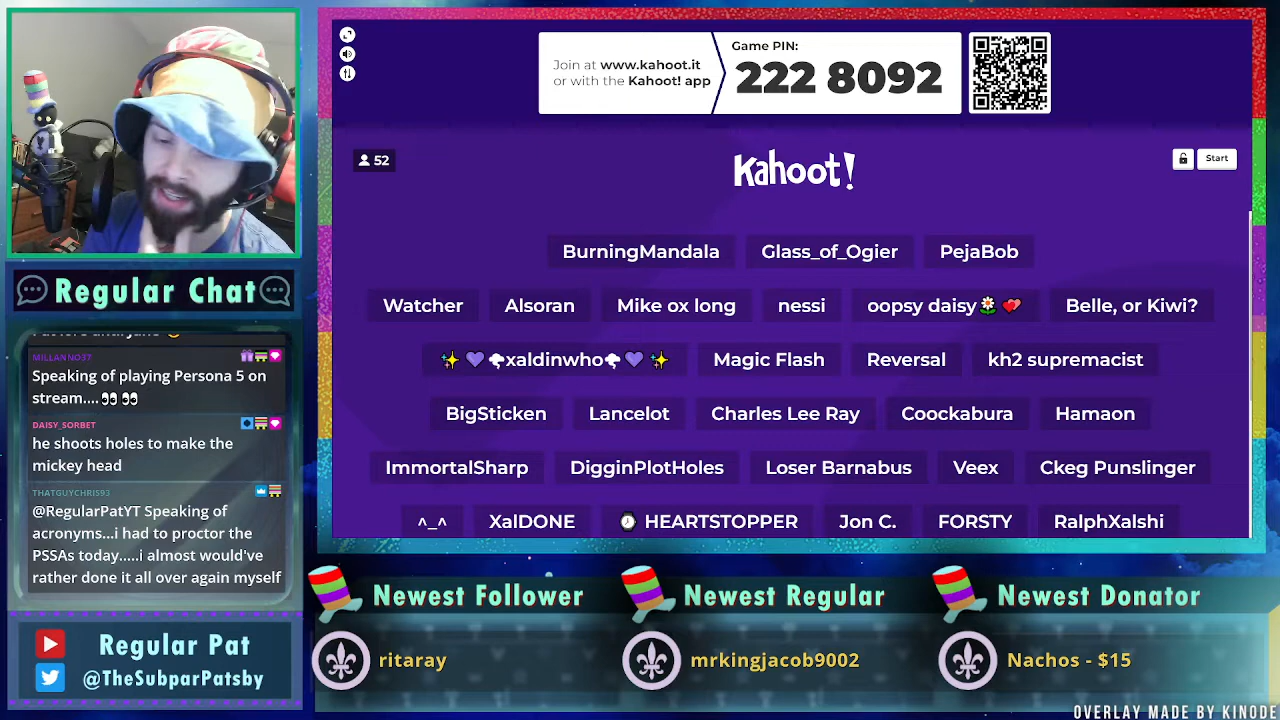 Join at www.kahoot.it
or with the Kahoot! app
Game PIN:
222 8092
52
Kahoot!
Start
BurningMandala Glass_of_Ogier PejaBob
Watcher Alsoran Mike ox long nessi oopsy daisy🌼💘 Belle, or Kiwi?
✨💜🌩xaldinwho🌩💜✨ Magic Flash Reversal kh2 supremacist
BigSticken Lancelot Charles Lee Ray Coockabura Hamaon
ImmortalSharp DigginPlotHoles Loser Barnabus Veex Ckeg Punslinger
^_^ XalDONE ⌚ HEARTSTOPPER Jon C. FORSTY RalphXalshi
Regular Chat
MILLANNO37
Speaking of playing Persona 5 on
stream....👀👀
DAISY_SORBET
he shoots holes to make the
mickey head
THATGUYCHRIS93
@RegularPatYT Speaking of
acronyms...i had to proctor the
PSSAs today.....i almost would've
rather done it all over again myself
Regular Pat
@TheSubparPatsby
Newest Follower
ritaray
Newest Regular
mrkingjacob9002
Newest Donator
Nachos - $15
OVERLAY MADE BY KINODE